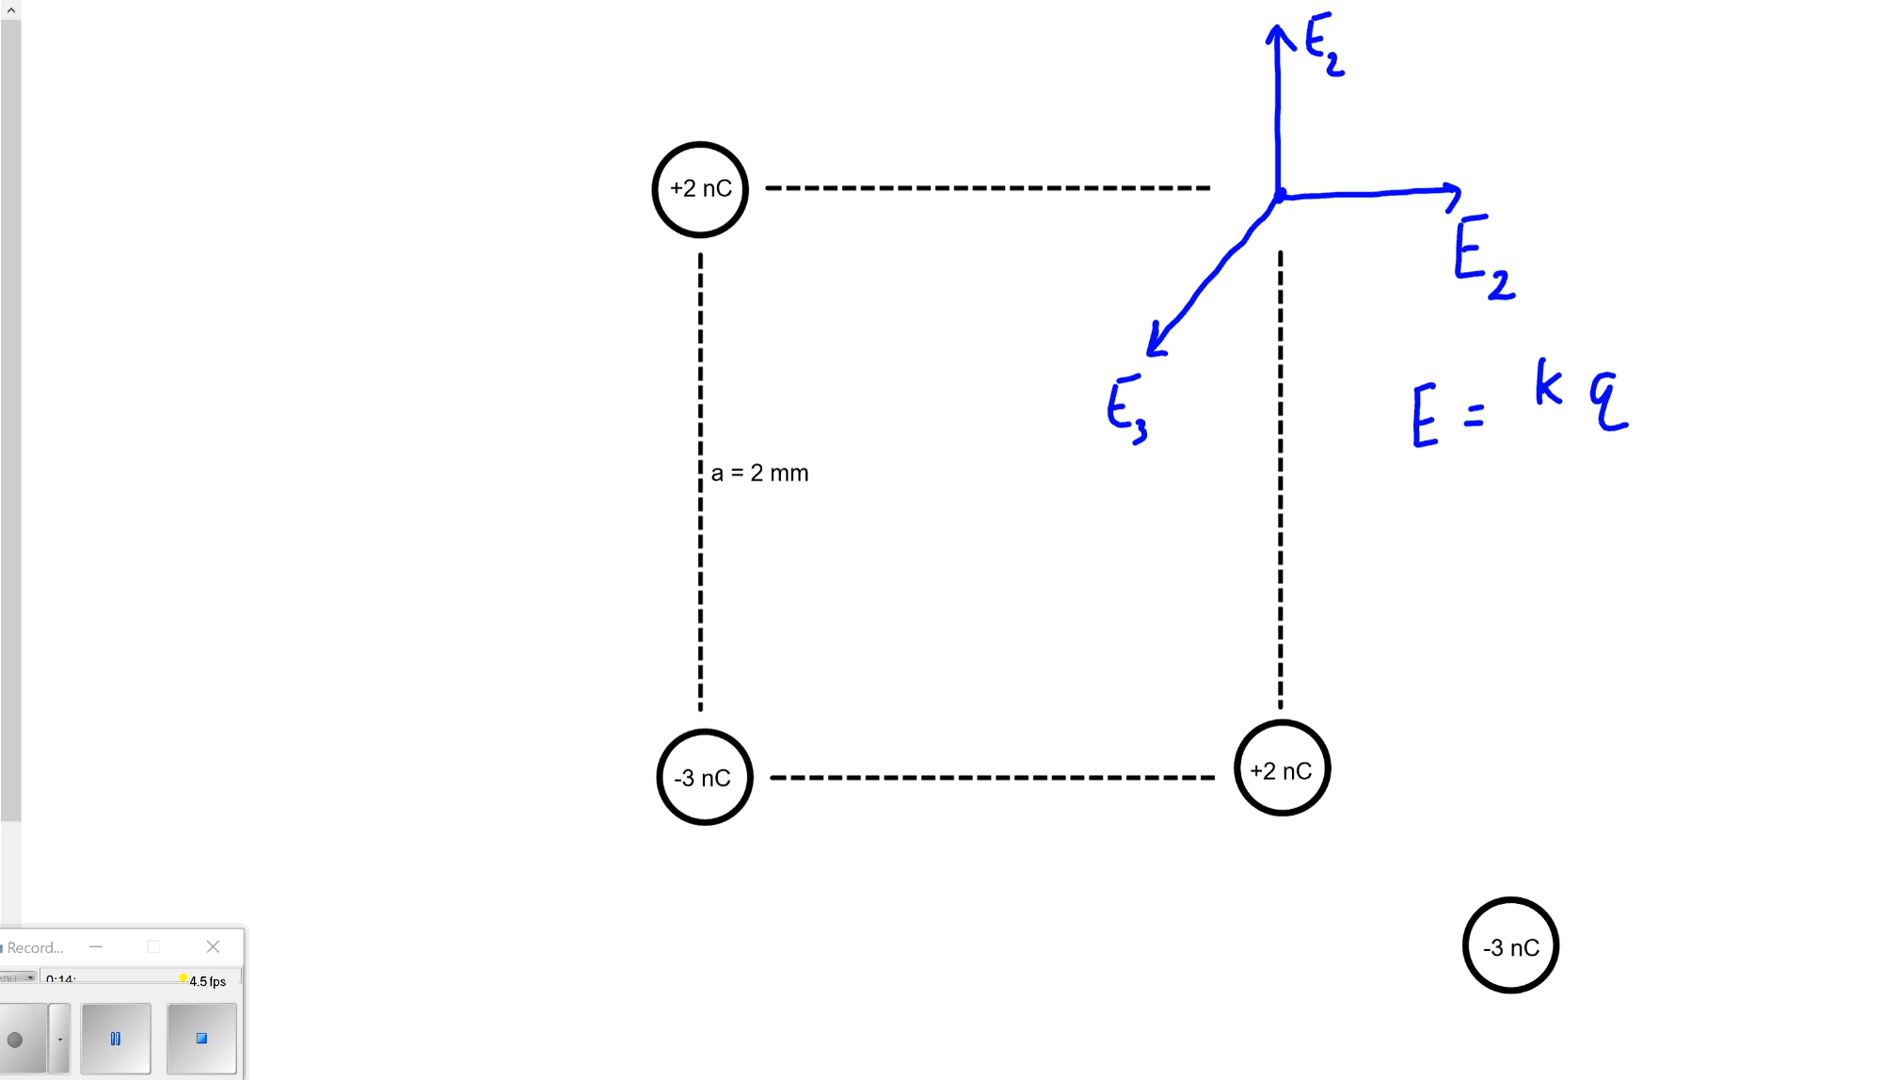 E₂
+2 nC
E₂
E = k q
E₃
a = 2 mm
-3 nC
+2 nC
-3 nC
Record...
0:14:
4.5 fps